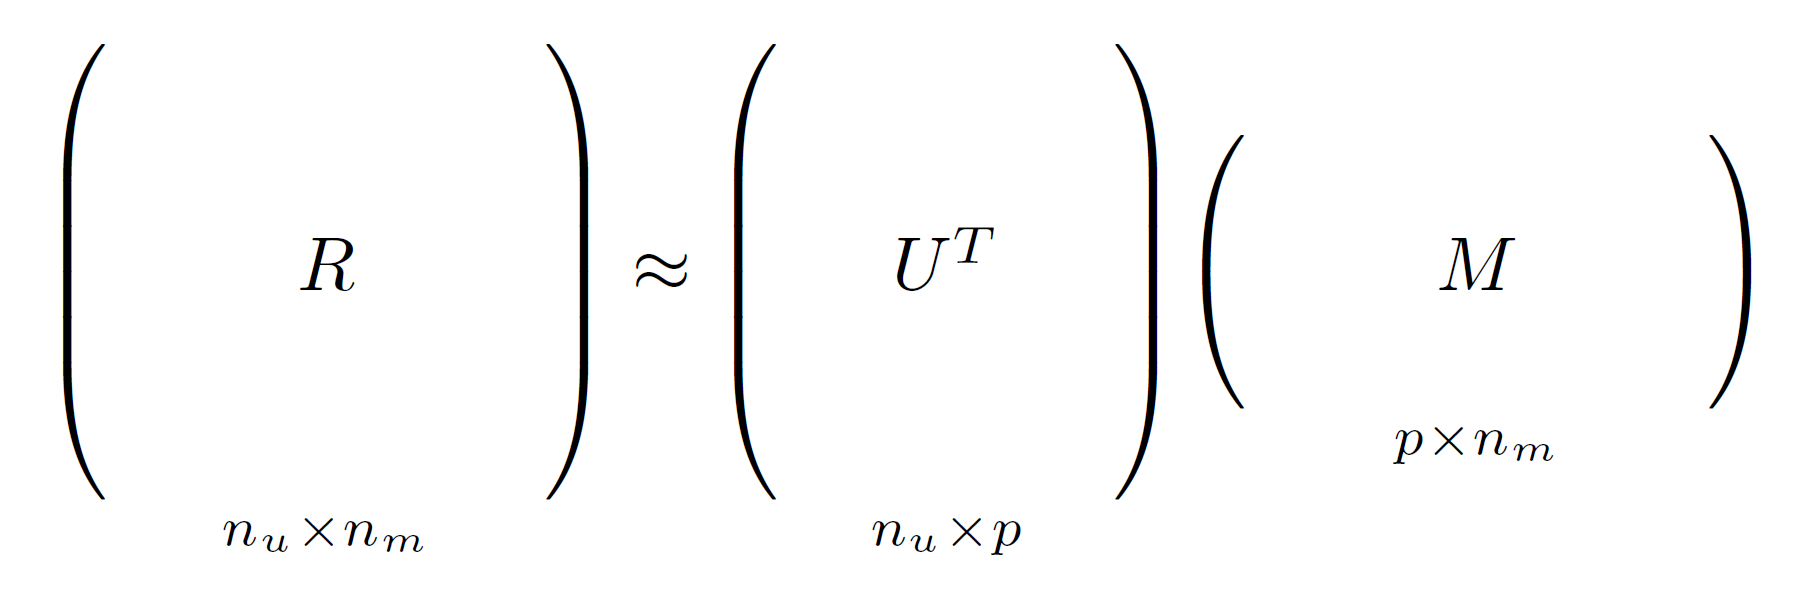 ( R ) ≈ ( U^T ) ( M )
p×n_m
n_u×n_m n_u×p